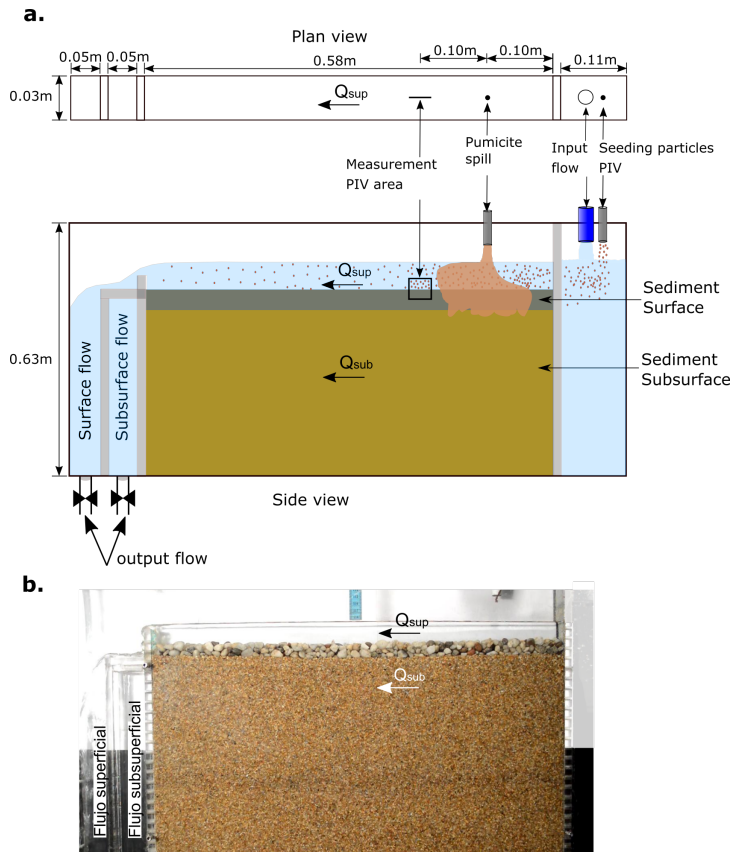 a.
Plan view
0.05m 0.05m 0.58m 0.10m 0.10m 0.11m
0.03m
Qsup
Measurement
PIV area
Pumicite
spill
Input
flow
Seeding particles
PIV
Qsup
Sediment
Surface
0.63m
Surface flow
Subsurface flow
Qsub
Sediment
Subsurface
Side view
output flow
b.
Qsup
Qsub
Flujo superficial
Flujo subsuperficial